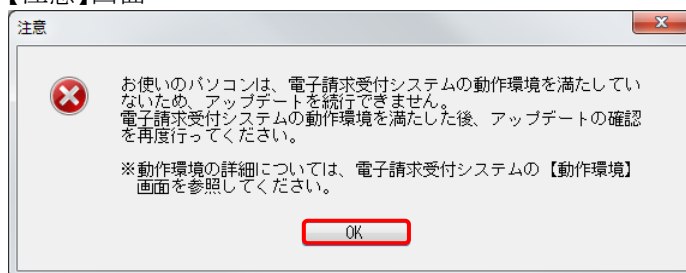 【注意】画面
注意
お使いのパソコンは、電子請求受付システムの動作環境を満たしてい
ないため、アップデートを続行できません。
電子請求受付システムの動作環境を満たした後、アップデートの確認
を再度行ってください。
※動作環境の詳細については、電子請求受付システムの【動作環境】
画面を参照してください。
OK